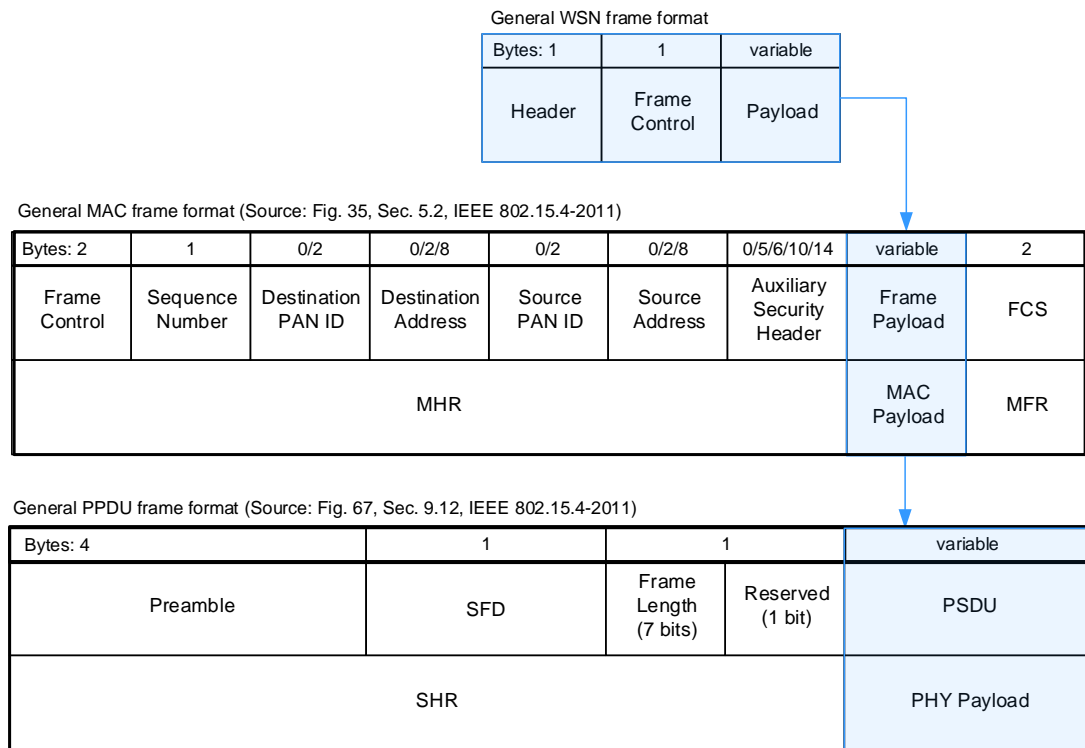 General WSN frame format
Bytes: 1 1 variable
Header Frame Control Payload
General MAC frame format (Source: Fig. 35, Sec. 5.2, IEEE 802.15.4-2011)
Bytes: 2 1 0/2 0/2/8 0/2 0/2/8 0/5/6/10/14 variable 2
Frame Control Sequence Number Destination PAN ID Destination Address Source PAN ID Source Address Auxiliary Security Header Frame Payload FCS
MHR MAC Payload MFR
General PPDU frame format (Source: Fig. 67, Sec. 9.12, IEEE 802.15.4-2011)
Bytes: 4 1 1 variable
Preamble SFD Frame Length (7 bits) Reserved (1 bit) PSDU
SHR PHY Payload